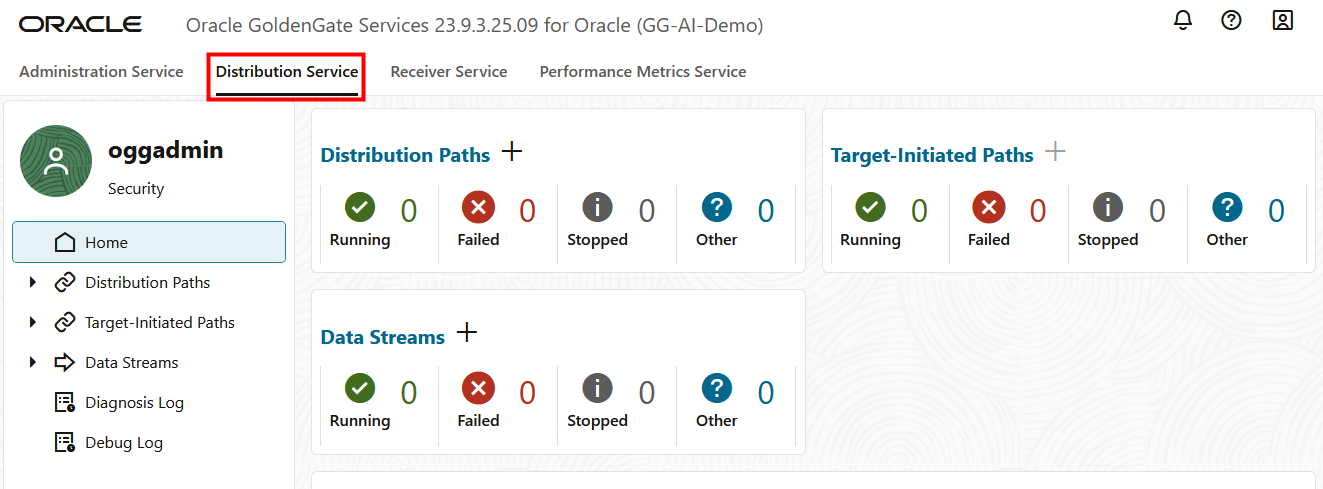 ORACLE Oracle GoldenGate Services 23.9.3.25.09 for Oracle (GG-AI-Demo)
Administration Service Distribution Service Receiver Service Performance Metrics Service
oggadmin
Security
Home
Distribution Paths
Target-Initiated Paths
Data Streams
Diagnosis Log
Debug Log
Distribution Paths
0 0 0 0
Running Failed Stopped Other
Target-Initiated Paths
0 0 0 0
Running Failed Stopped Other
Data Streams
0 0 0 0
Running Failed Stopped Other